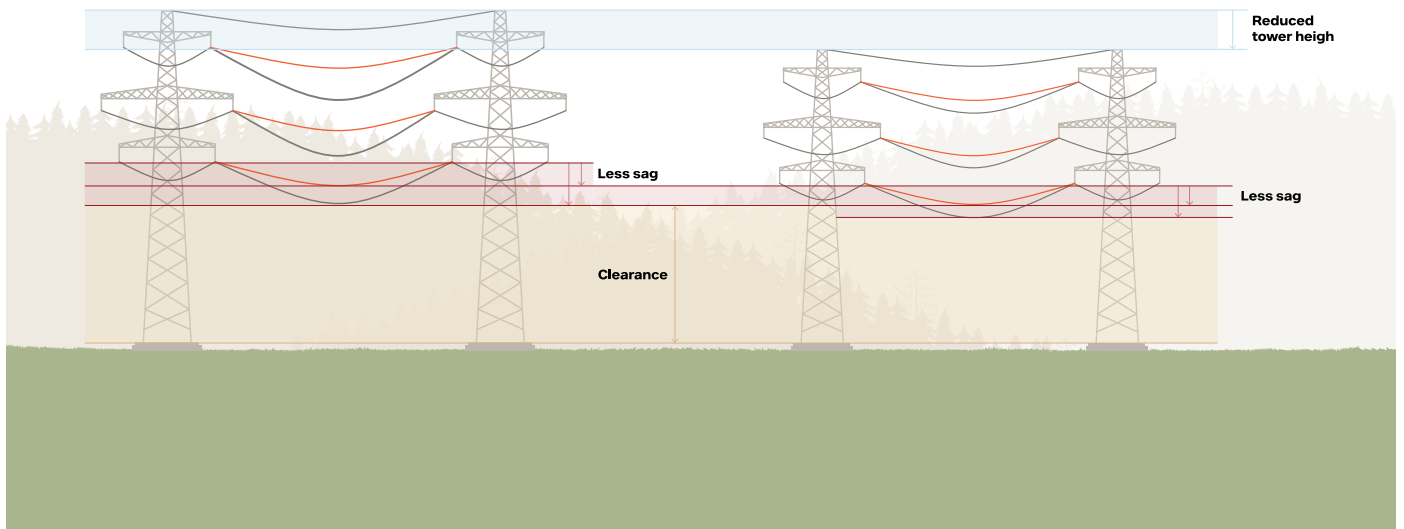 Reduced
tower heigh
Less sag
Less sag
Clearance